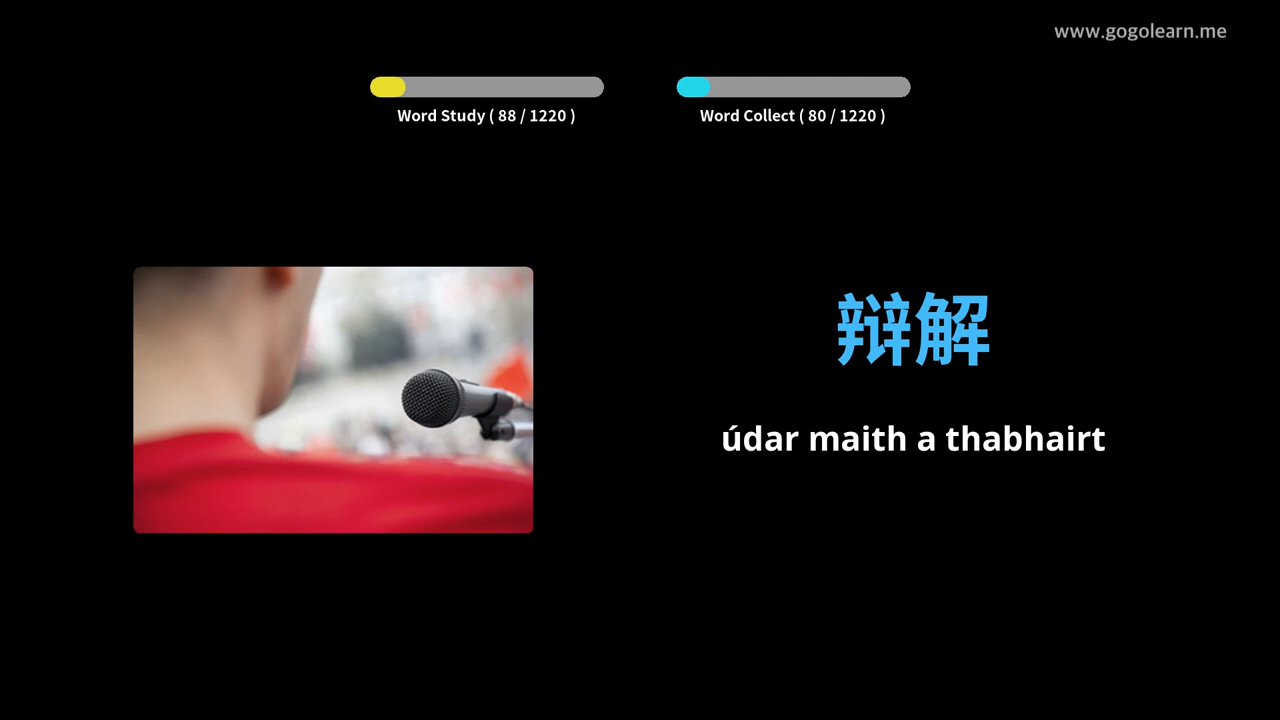 www.gogolearn.me
Word Study ( 88 / 1220 )
Word Collect ( 80 / 1220 )
辩解
údar maith a thabhairt